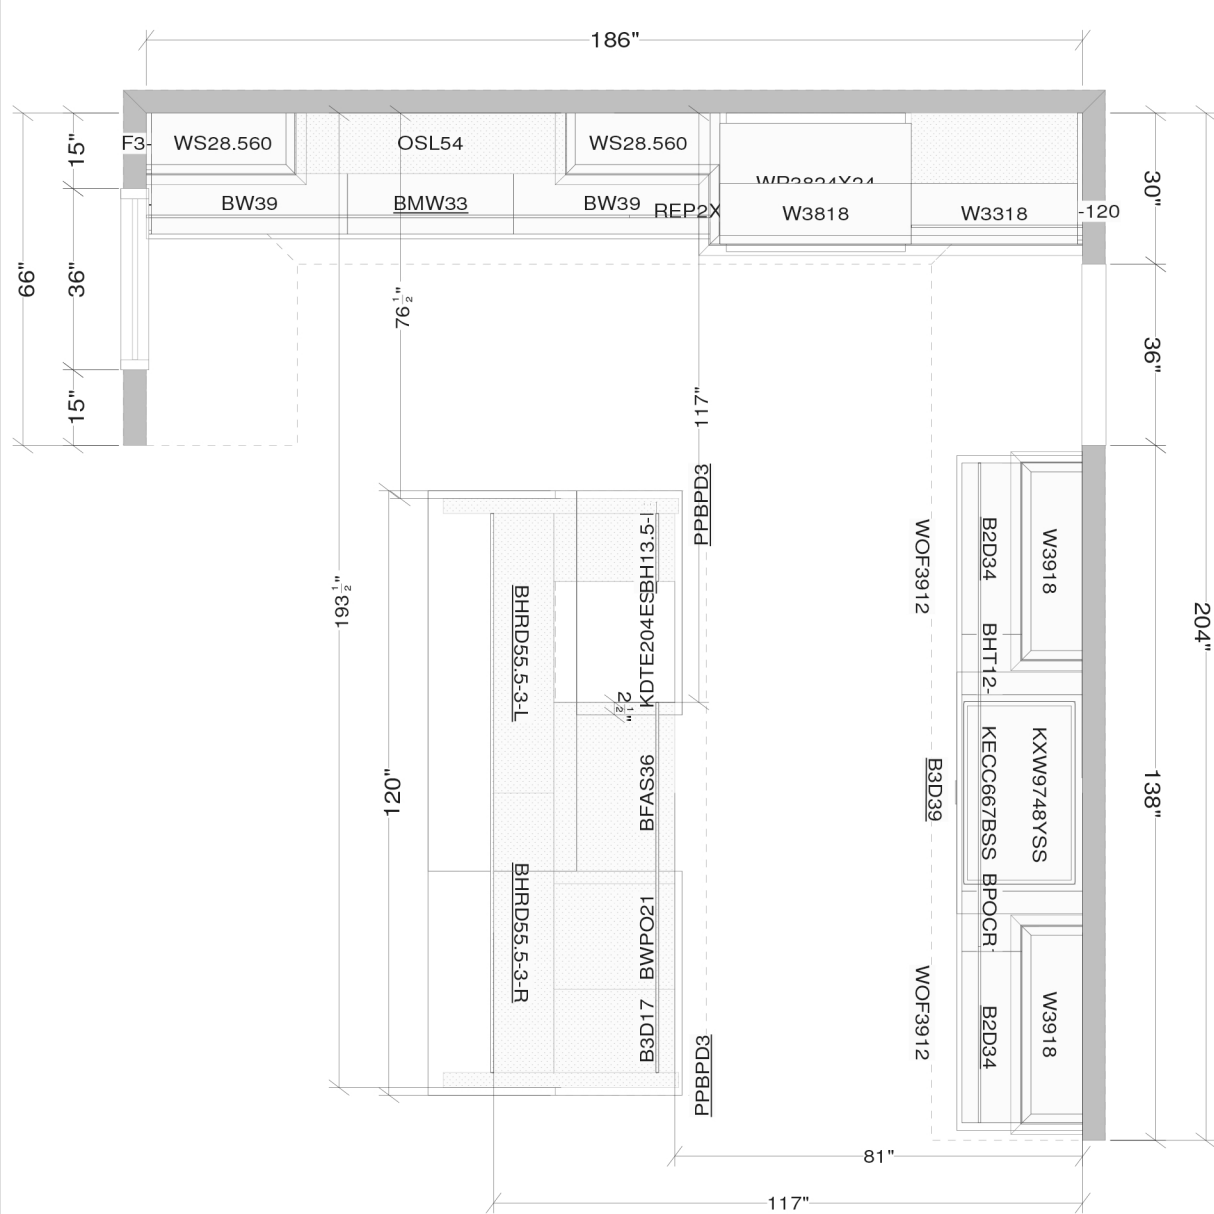 186"
F3-
WS28.560
OSL54
WS28.560
WP3824X24
BW39
BMW33
BW39
REP2X
W3818
W3318
-120
15"
36"
15"
66"
30"
36"
204"
138"
76 1/2"
193 1/2"
117"
120"
2 1/2"
PPBPD3
BHRD55.5-3-L
BHRD55.5-3-R
KDTE204ESBH13.5-
BFAS36
BWPO21
B3D17
PPBPD3
WOF3912
B2D34
W3918
BHT12-
B3D39
KECC667BSS
KXW9748YSS
BPOCR-
WOF3912
B2D34
W3918
81"
117"